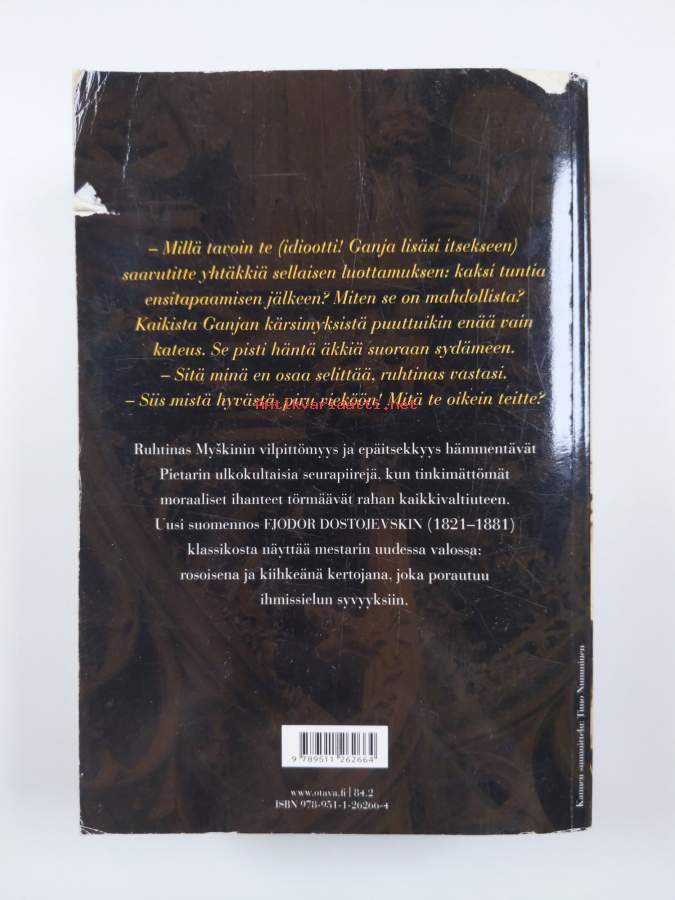 – Millä tavoin te (idiootti! Ganja lisäsi itsekseen)
saavutitte yhtäkkiä sellaisen luottamuksen: kaksi tuntia
ensitapaamisen jälkeen? Miten se on mahdollista?
Kaikista Ganjan kärsimyksistä puuttuikin enää vain
kateus. Se pisti häntä äkkiä suoraan sydämeen.
– Sitä minä en osaa selittää, ruhtinas vastasi.
– Siis mistä hyvästä, piru vieköön! Mitä te oikein teitte?
Antikvariaatti.net
Ruhtinas Myškinin vilpittömyys ja epäitsekkyys hämmentävät
Pietarin ulkokultaisia seurapiirejä, kun tinkimättömät
moraaliset ihanteet törmäävät rahan kaikkivaltiuteen.
Uusi suomennos FJODOR DOSTOJEVSKIN (1821–1881)
klassikosta näyttää mestarin uudessa valossa:
rosoisena ja kiihkeänä kertojana, joka porautuu
ihmissielun syvyyksiin.
9 789511 262664
www.otava.fi | 84.2
ISBN 978-951-1-26266-4
Kannen suunnittelu: Timo Numminen